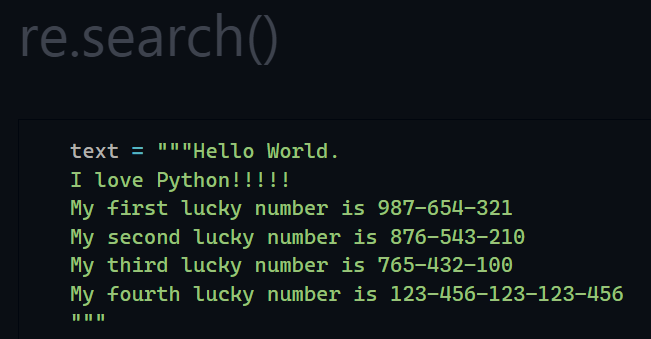 re.search()
text = """Hello World.
I love Python!!!!!
My first lucky number is 987-654-321
My second lucky number is 876-543-210
My third lucky number is 765-432-100
My fourth lucky number is 123-456-123-123-456
"""